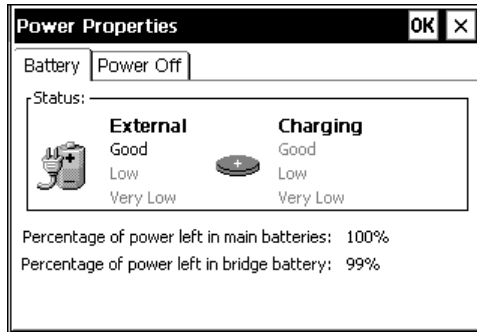 Power Properties OK ×
Battery Power Off
Status:
External Charging
Good Good
Low Low
Very Low Very Low
Percentage of power left in main batteries: 100%
Percentage of power left in bridge battery: 99%